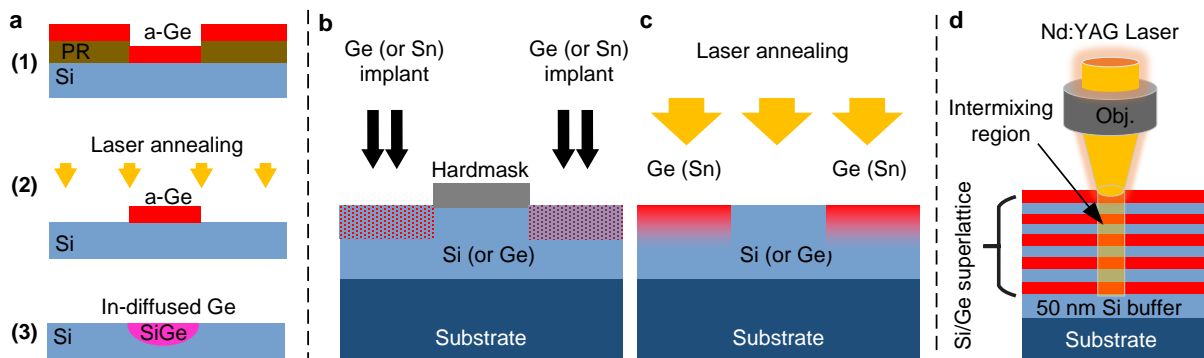 a
a-Ge
PR
(1)
Si
Laser annealing
a-Ge
(2)
Si
In-diffused Ge
(3)
Si
SiGe
b
Ge (or Sn)
implant
Ge (or Sn)
implant
Hardmask
Si (or Ge)
Substrate
c
Laser annealing
Ge (Sn)
Ge (Sn)
Si (or Ge)
Substrate
d
Nd:YAG Laser
Intermixing
region
Obj.
Si/Ge superlattice
50 nm Si buffer
Substrate